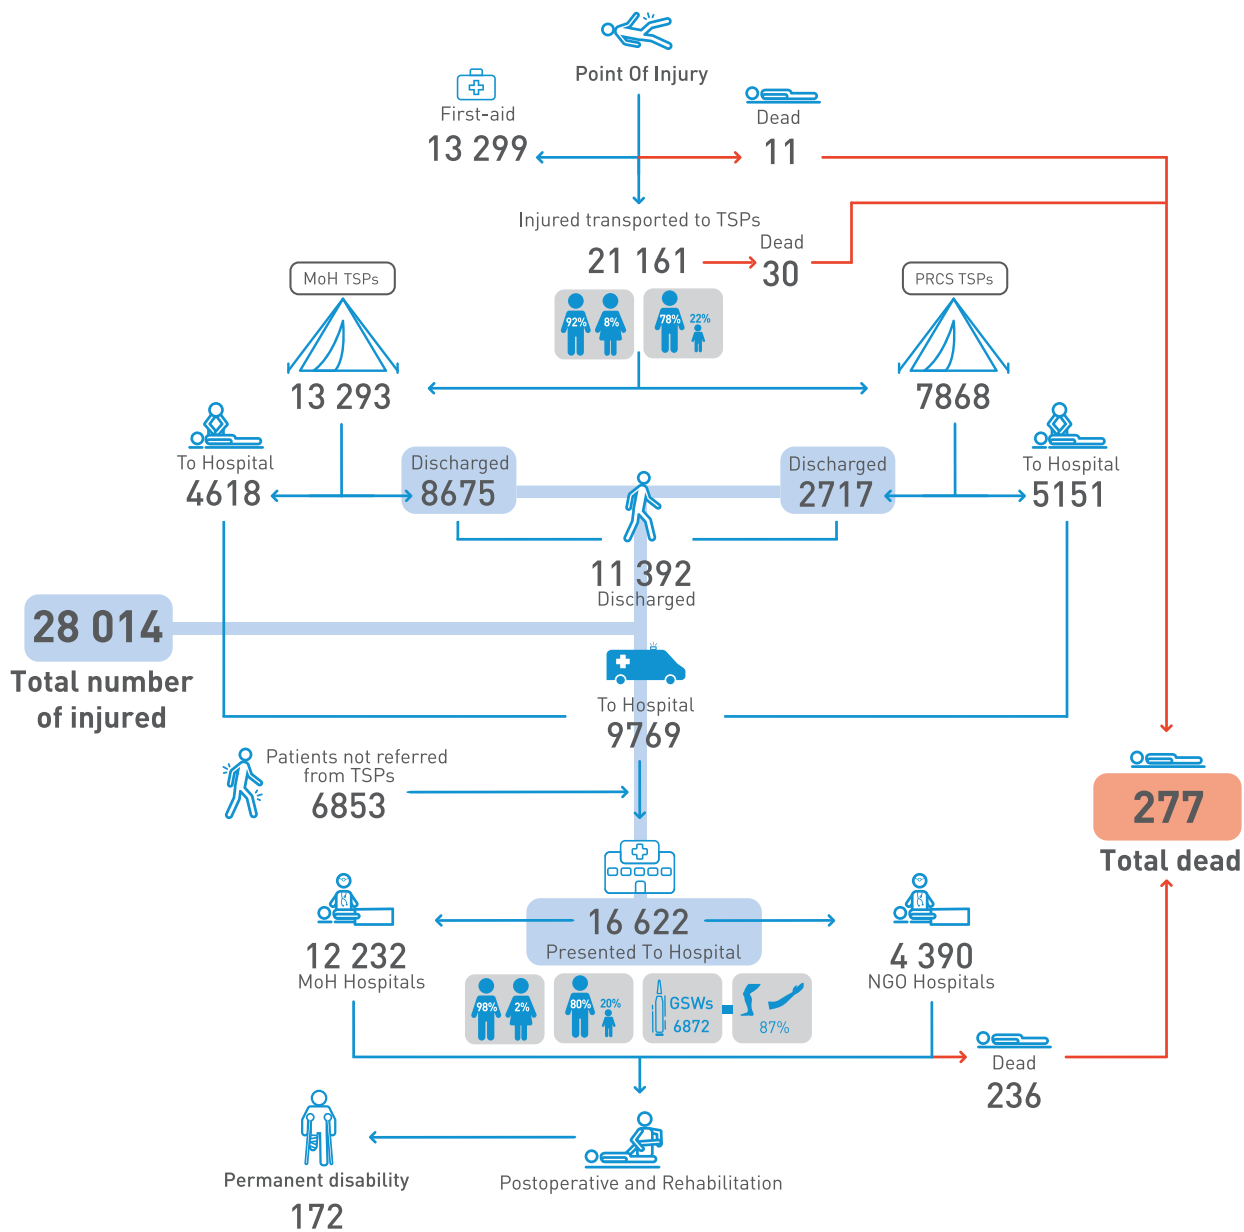 Point Of Injury
First-aid
13 299
Dead
11
Injured transported to TSPs
21 161
Dead
30
MoH TSPs
92%
8%
78%
22%
PRCS TSPs
13 293
7868
To Hospital
4618
Discharged
8675
Discharged
2717
To Hospital
5151
11 392
Discharged
28 014
Total number
of injured
To Hospital
9769
Patients not referred
from TSPs
6853
277
Total dead
16 622
Presented To Hospital
12 232
MoH Hospitals
4 390
NGO Hospitals
98%
2%
80%
20%
GSWs
6872
87%
Dead
236
Permanent disability
172
Postoperative and Rehabilitation